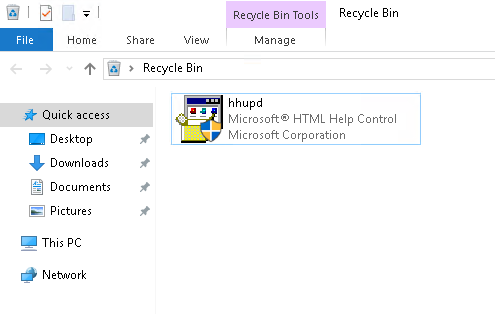 Recycle Bin Tools Recycle Bin
File Home Share View Manage
Recycle Bin
Quick access
Desktop
Downloads
Documents
Pictures
This PC
Network
hhupd
Microsoft® HTML Help Control
Microsoft Corporation